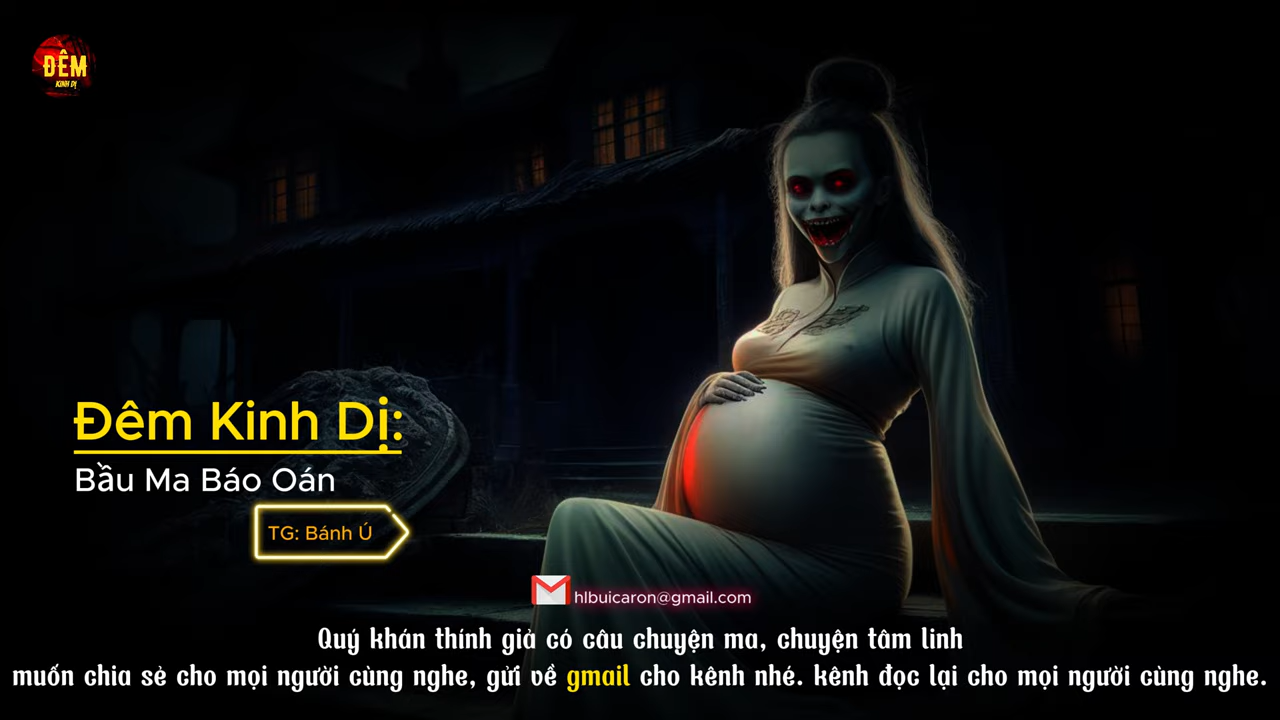 ĐÊM
KINH DỊ
Đêm Kinh Dị:
Bầu Ma Báo Oán
TG: Bánh Ú
hlbuicaron@gmail.com
Quý khán thính giả có câu chuyện ma, chuyện tâm linh
muốn chia sẻ cho mọi người cùng nghe, gửi về gmail cho kênh nhé. kênh đọc lại cho mọi người cùng nghe.